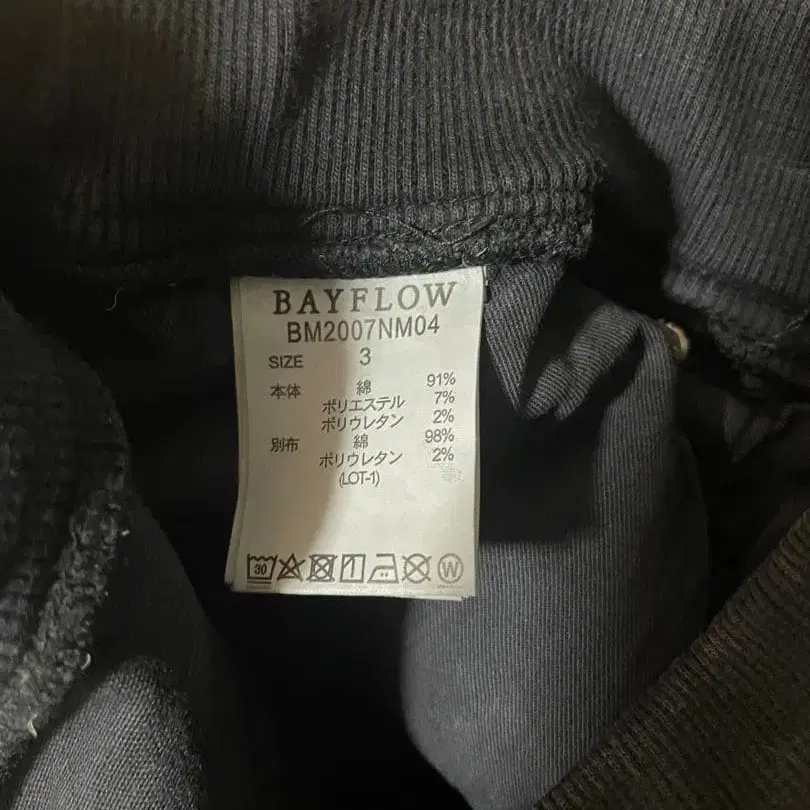 BAYFLOW
BM2007NM04
SIZE 3
本体 綿 91%
ポリエステル 7%
ポリウレタン 2%
別布 綿 98%
ポリウレタン 2%
(LOT-1)
30 W